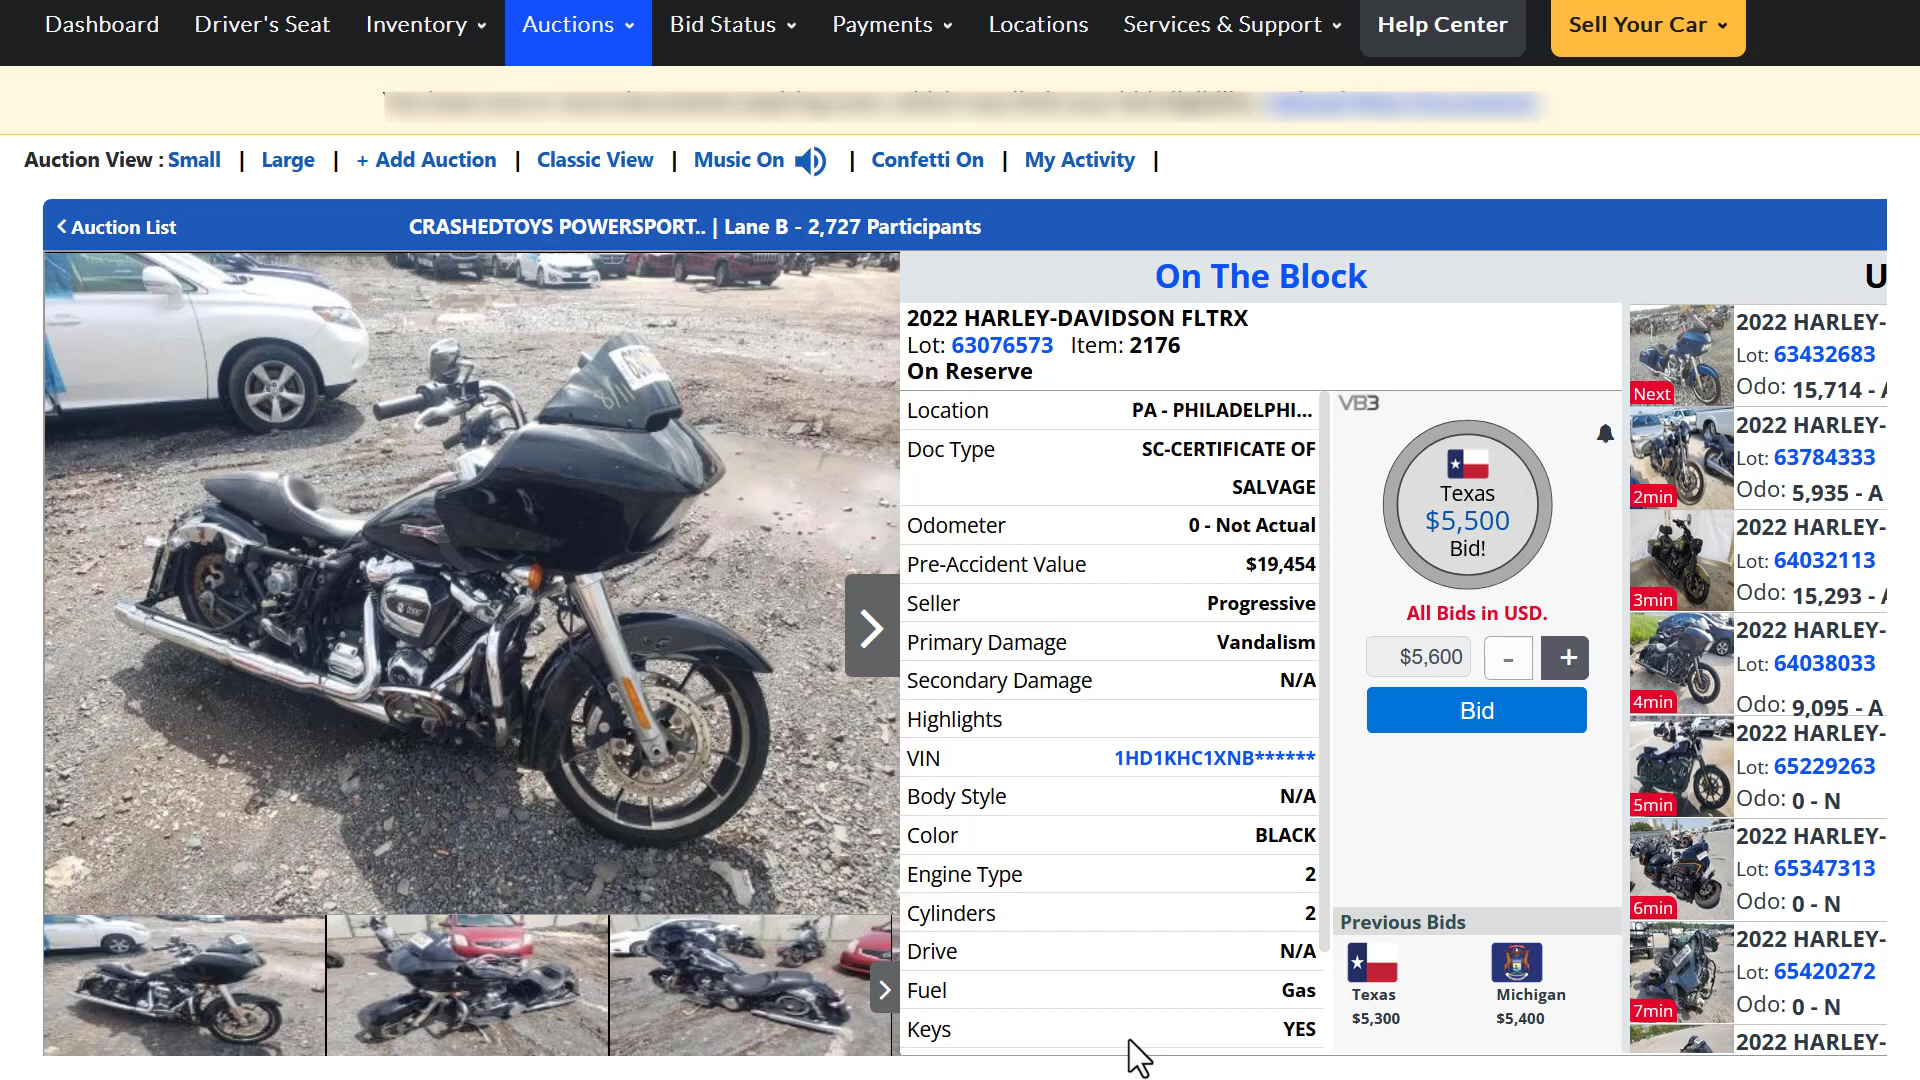 Dashboard Driver's Seat Inventory Auctions Bid Status Payments Locations Services & Support Help Center Sell Your Car
Auction View : Small | Large | + Add Auction | Classic View | Music On | Confetti On | My Activity |
Auction List
CRASHEDTOYS POWERSPORT.. | Lane B - 2,727 Participants
On The Block
2022 HARLEY-DAVIDSON FLTRX
Lot: 63076573 Item: 2176
On Reserve
Location PA - PHILADELPHI...
Doc Type SC-CERTIFICATE OF
SALVAGE
Odometer 0 - Not Actual
Pre-Accident Value $19,454
Seller Progressive
Primary Damage Vandalism
Secondary Damage N/A
Highlights
VIN 1HD1KHC1XNB******
Body Style N/A
Color BLACK
Engine Type 2
Cylinders 2
Drive N/A
Fuel Gas
Keys YES
VB3
Texas
$5,500
Bid!
All Bids in USD.
$5,600 - +
Bid
Previous Bids
Texas
$5,300
Michigan
$5,400
U
2022 HARLEY-
Lot: 63432683
Odo: 15,714 - A
Next
2022 HARLEY-
Lot: 63784333
Odo: 5,935 - A
2min
2022 HARLEY-
Lot: 64032113
Odo: 15,293 - A
3min
2022 HARLEY-
Lot: 64038033
Odo: 9,095 - A
4min
2022 HARLEY-
Lot: 65229263
Odo: 0 - N
5min
2022 HARLEY-
Lot: 65347313
Odo: 0 - N
6min
2022 HARLEY-
Lot: 65420272
Odo: 0 - N
7min
2022 HARLEY-
8/11